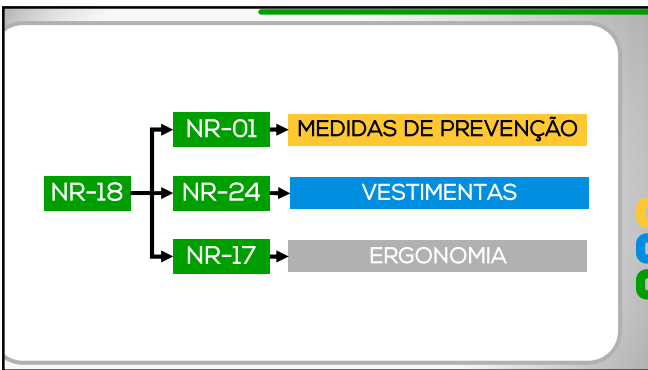 NR-01
MEDIDAS DE PREVENÇÃO
NR-18
NR-24
VESTIMENTAS
NR-17
ERGONOMIA